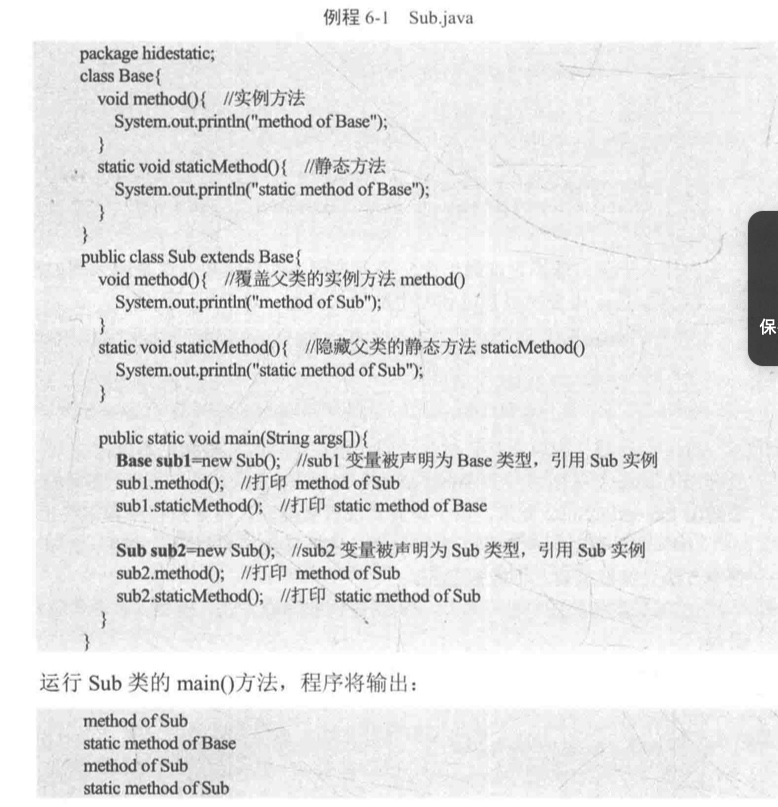 例程 6-1 Sub.java
package hidestatic;
class Base{
void method(){ //实例方法
System.out.println("method of Base");
}
static void staticMethod(){ //静态方法
System.out.println("static method of Base");
}
}
public class Sub extends Base{
void method(){ //覆盖父类的实例方法 method()
System.out.println("method of Sub");
}
static void staticMethod(){ //隐藏父类的静态方法 staticMethod()
System.out.println("static method of Sub");
}
public static void main(String args[]){
Base sub1=new Sub(); //sub1 变量被声明为 Base 类型，引用 Sub 实例
sub1.method(); //打印 method of Sub
sub1.staticMethod(); //打印 static method of Base
Sub sub2=new Sub(); //sub2 变量被声明为 Sub 类型，引用 Sub 实例
sub2.method(); //打印 method of Sub
sub2.staticMethod(); //打印 static method of Sub
}
}
运行 Sub 类的 main()方法，程序将输出：
method of Sub
static method of Base
method of Sub
static method of Sub
保